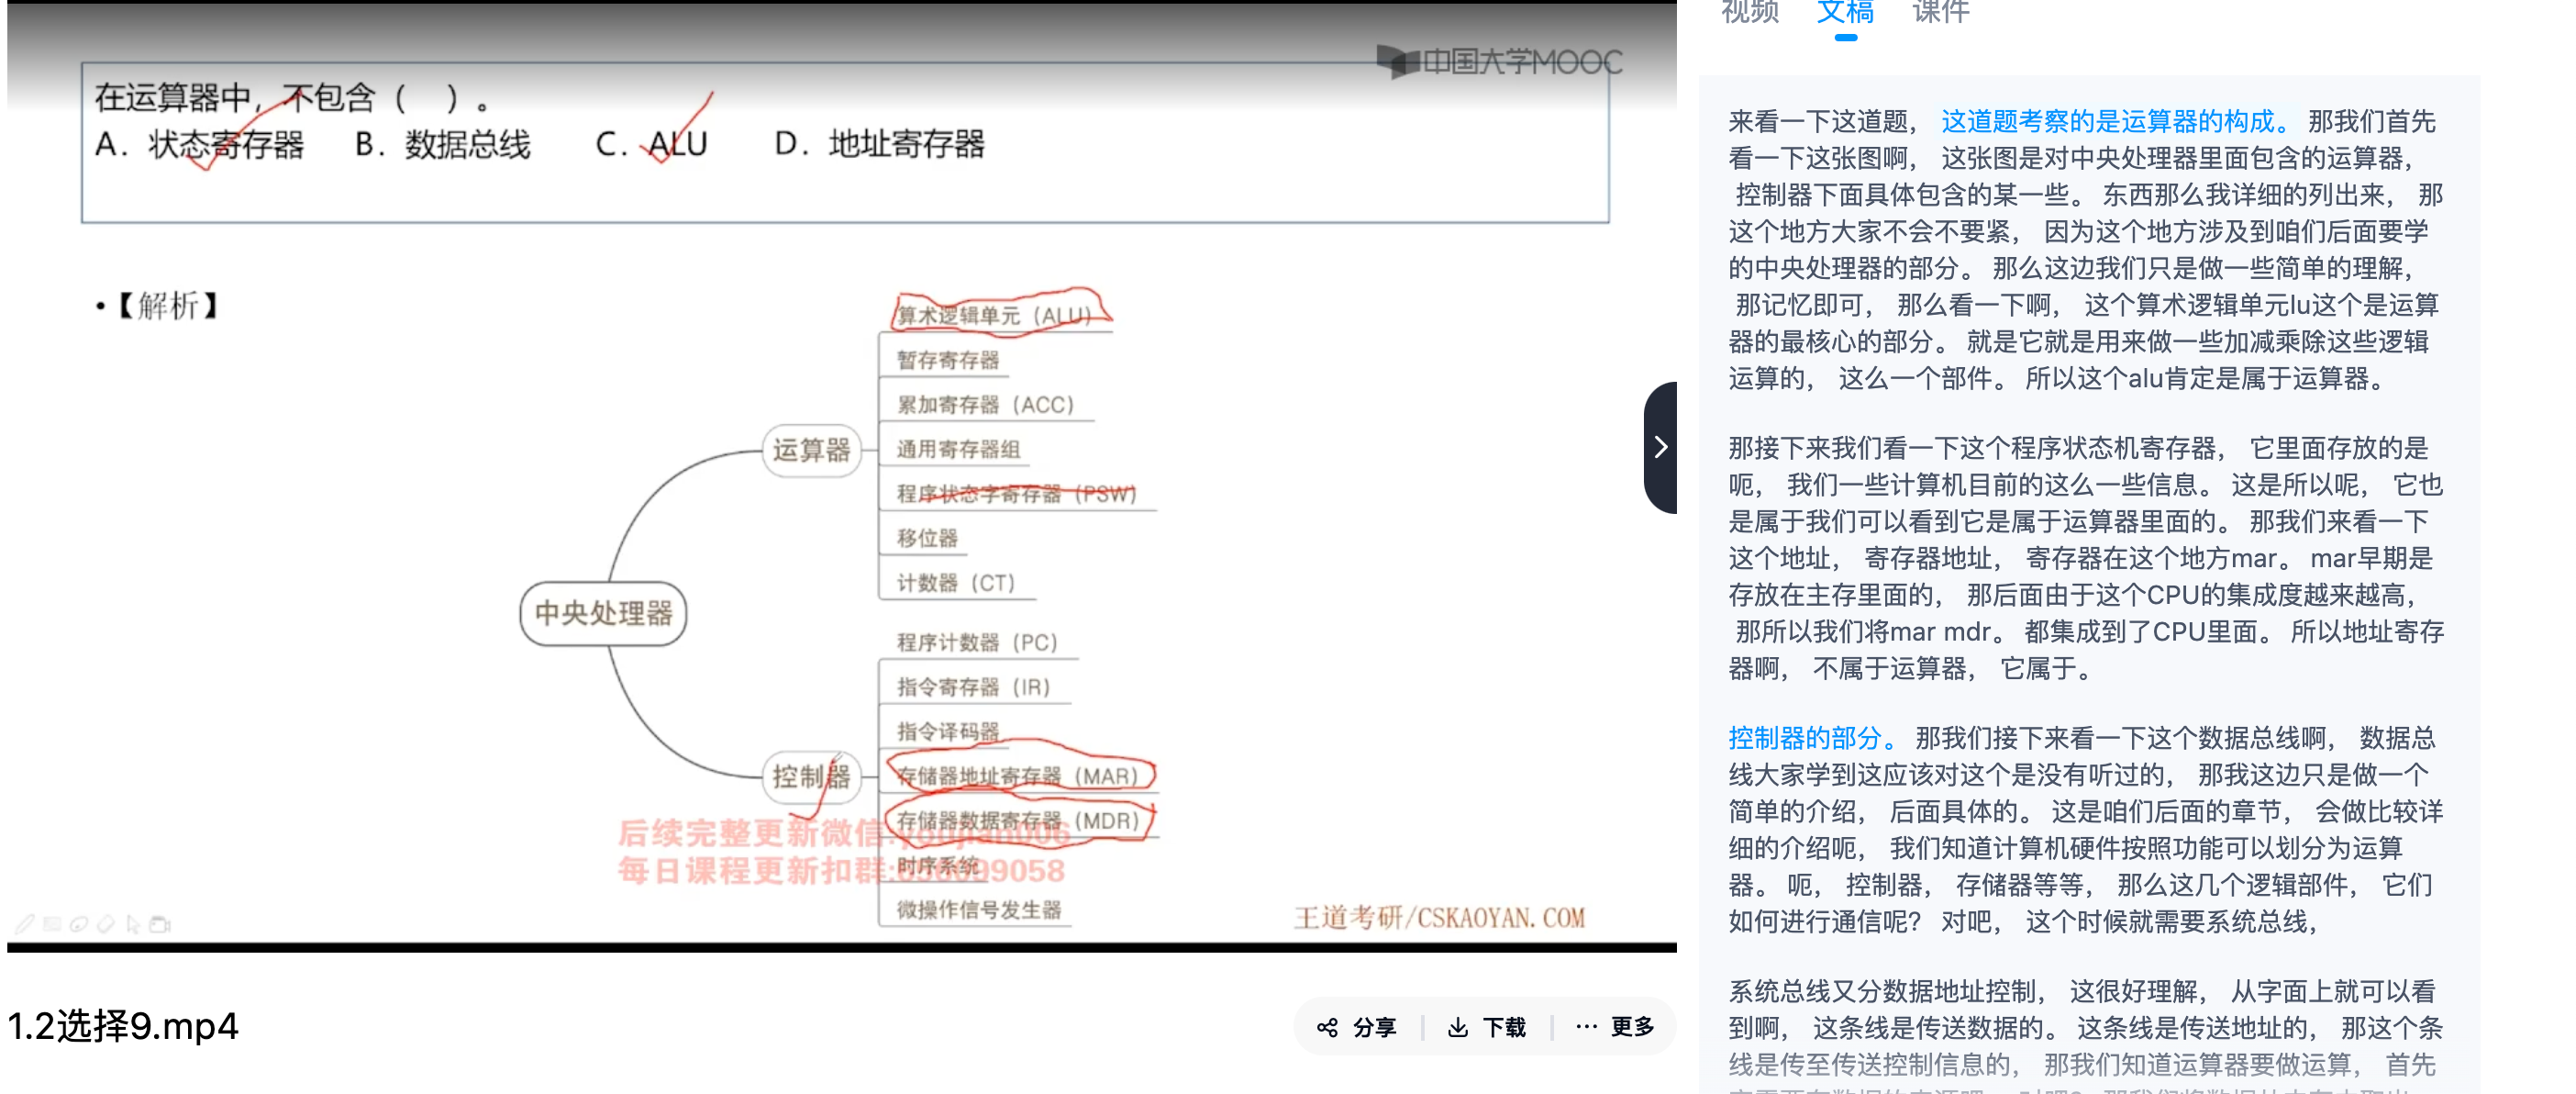 中国大学MOOC
在运算器中,不包含（ ）。
A. 状态寄存器 B. 数据总线 C. ALU D. 地址寄存器
•【解析】
算术逻辑单元（ALU）
暂存寄存器
累加寄存器（ACC）
运算器
通用寄存器组
程序状态字寄存器（PSW）
移位器
计数器（CT）
中央处理器
程序计数器（PC）
指令寄存器（IR）
指令译码器
控制器
存储器地址寄存器（MAR）
存储器数据寄存器（MDR）
后续完整更新微信:youjian006
时序系统
每日课程更新扣群:
微操作信号发生器
王道考研/CSKAOYAN.COM
1.2选择9.mp4
分享
下载
更多
视频 文稿 课件
来看一下这道题， 这道题考察的是运算器的构成。 那我们首先
看一下这张图啊， 这张图是对中央处理器里面包含的运算器，
控制器下面具体包含的某一些。 东西那么我详细的列出来， 那
这个地方大家不会不要紧， 因为这个地方涉及到咱们后面要学
的中央处理器的部分。 那么这边我们只是做一些简单的理解，
那记忆即可， 那么看一下啊， 这个算术逻辑单元lu这个是运算
器的最核心的部分。 就是它就是用来做一些加减乘除这些逻辑
运算的， 这么一个部件。 所以这个alu肯定是属于运算器。
那接下来我们看一下这个程序状态机寄存器， 它里面存放的是
呃， 我们一些计算机目前的这么一些信息。 这是所以呢， 它也
是属于我们可以看到它是属于运算器里面的。 那我们来看一下
这个地址， 寄存器地址， 寄存器在这个地方mar。 mar早期是
存放在主存里面的， 那后面由于这个CPU的集成度越来越高，
那所以我们将mar mdr。 都集成到了CPU里面。 所以地址寄存
器啊， 不属于运算器， 它属于。
控制器的部分。 那我们接下来看一下这个数据总线啊， 数据总
线大家学到这应该对这个是没有听过的， 那我这边只是做一个
简单的介绍， 后面具体的。 这是咱们后面的章节， 会做比较详
细的介绍呃， 我们知道计算机硬件按照功能可以划分为运算
器。 呃， 控制器， 存储器等等， 那么这几个逻辑部件， 它们
如何进行通信呢？ 对吧， 这个时候就需要系统总线，
系统总线又分数据地址控制， 这很好理解， 从字面上就可以看
到啊， 这条线是传送数据的。 这条线是传送地址的， 那这个条
线是传至传送控制信息的， 那我们知道运算器要做运算， 首先